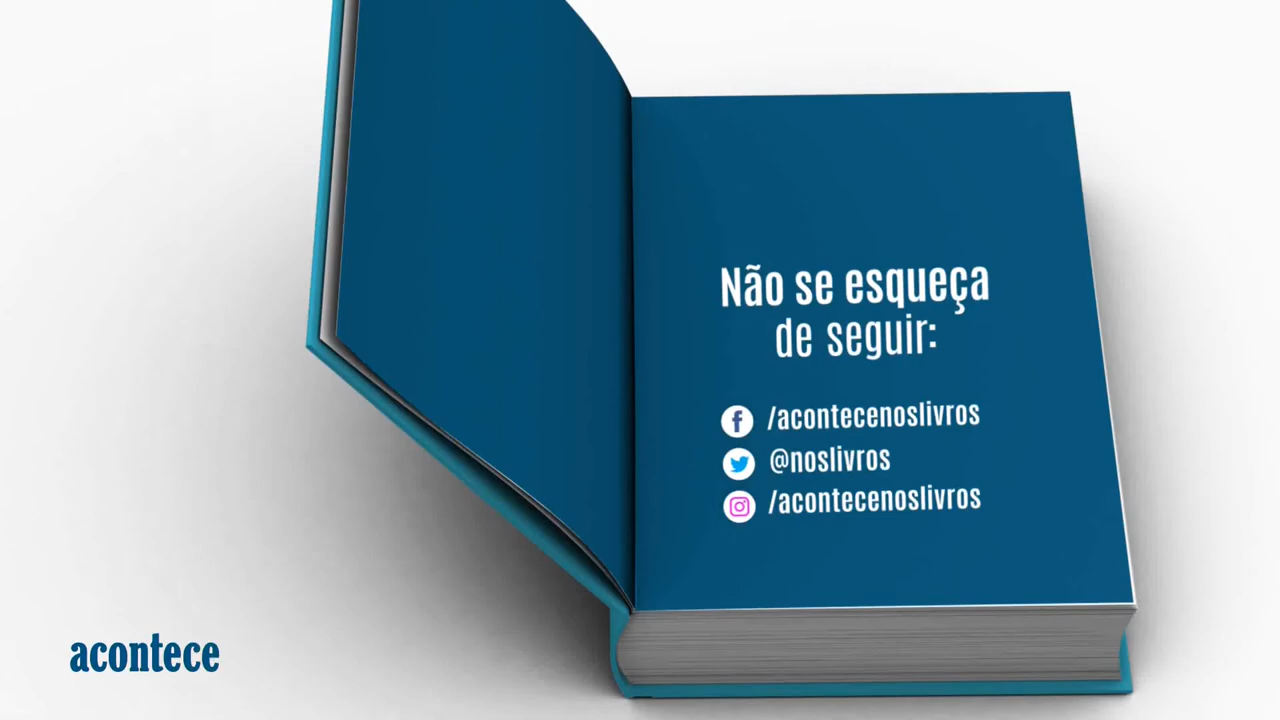 Não se esqueça
de seguir:
/acontecenoslivros
@noslivros
/acontecenoslivros
acontece